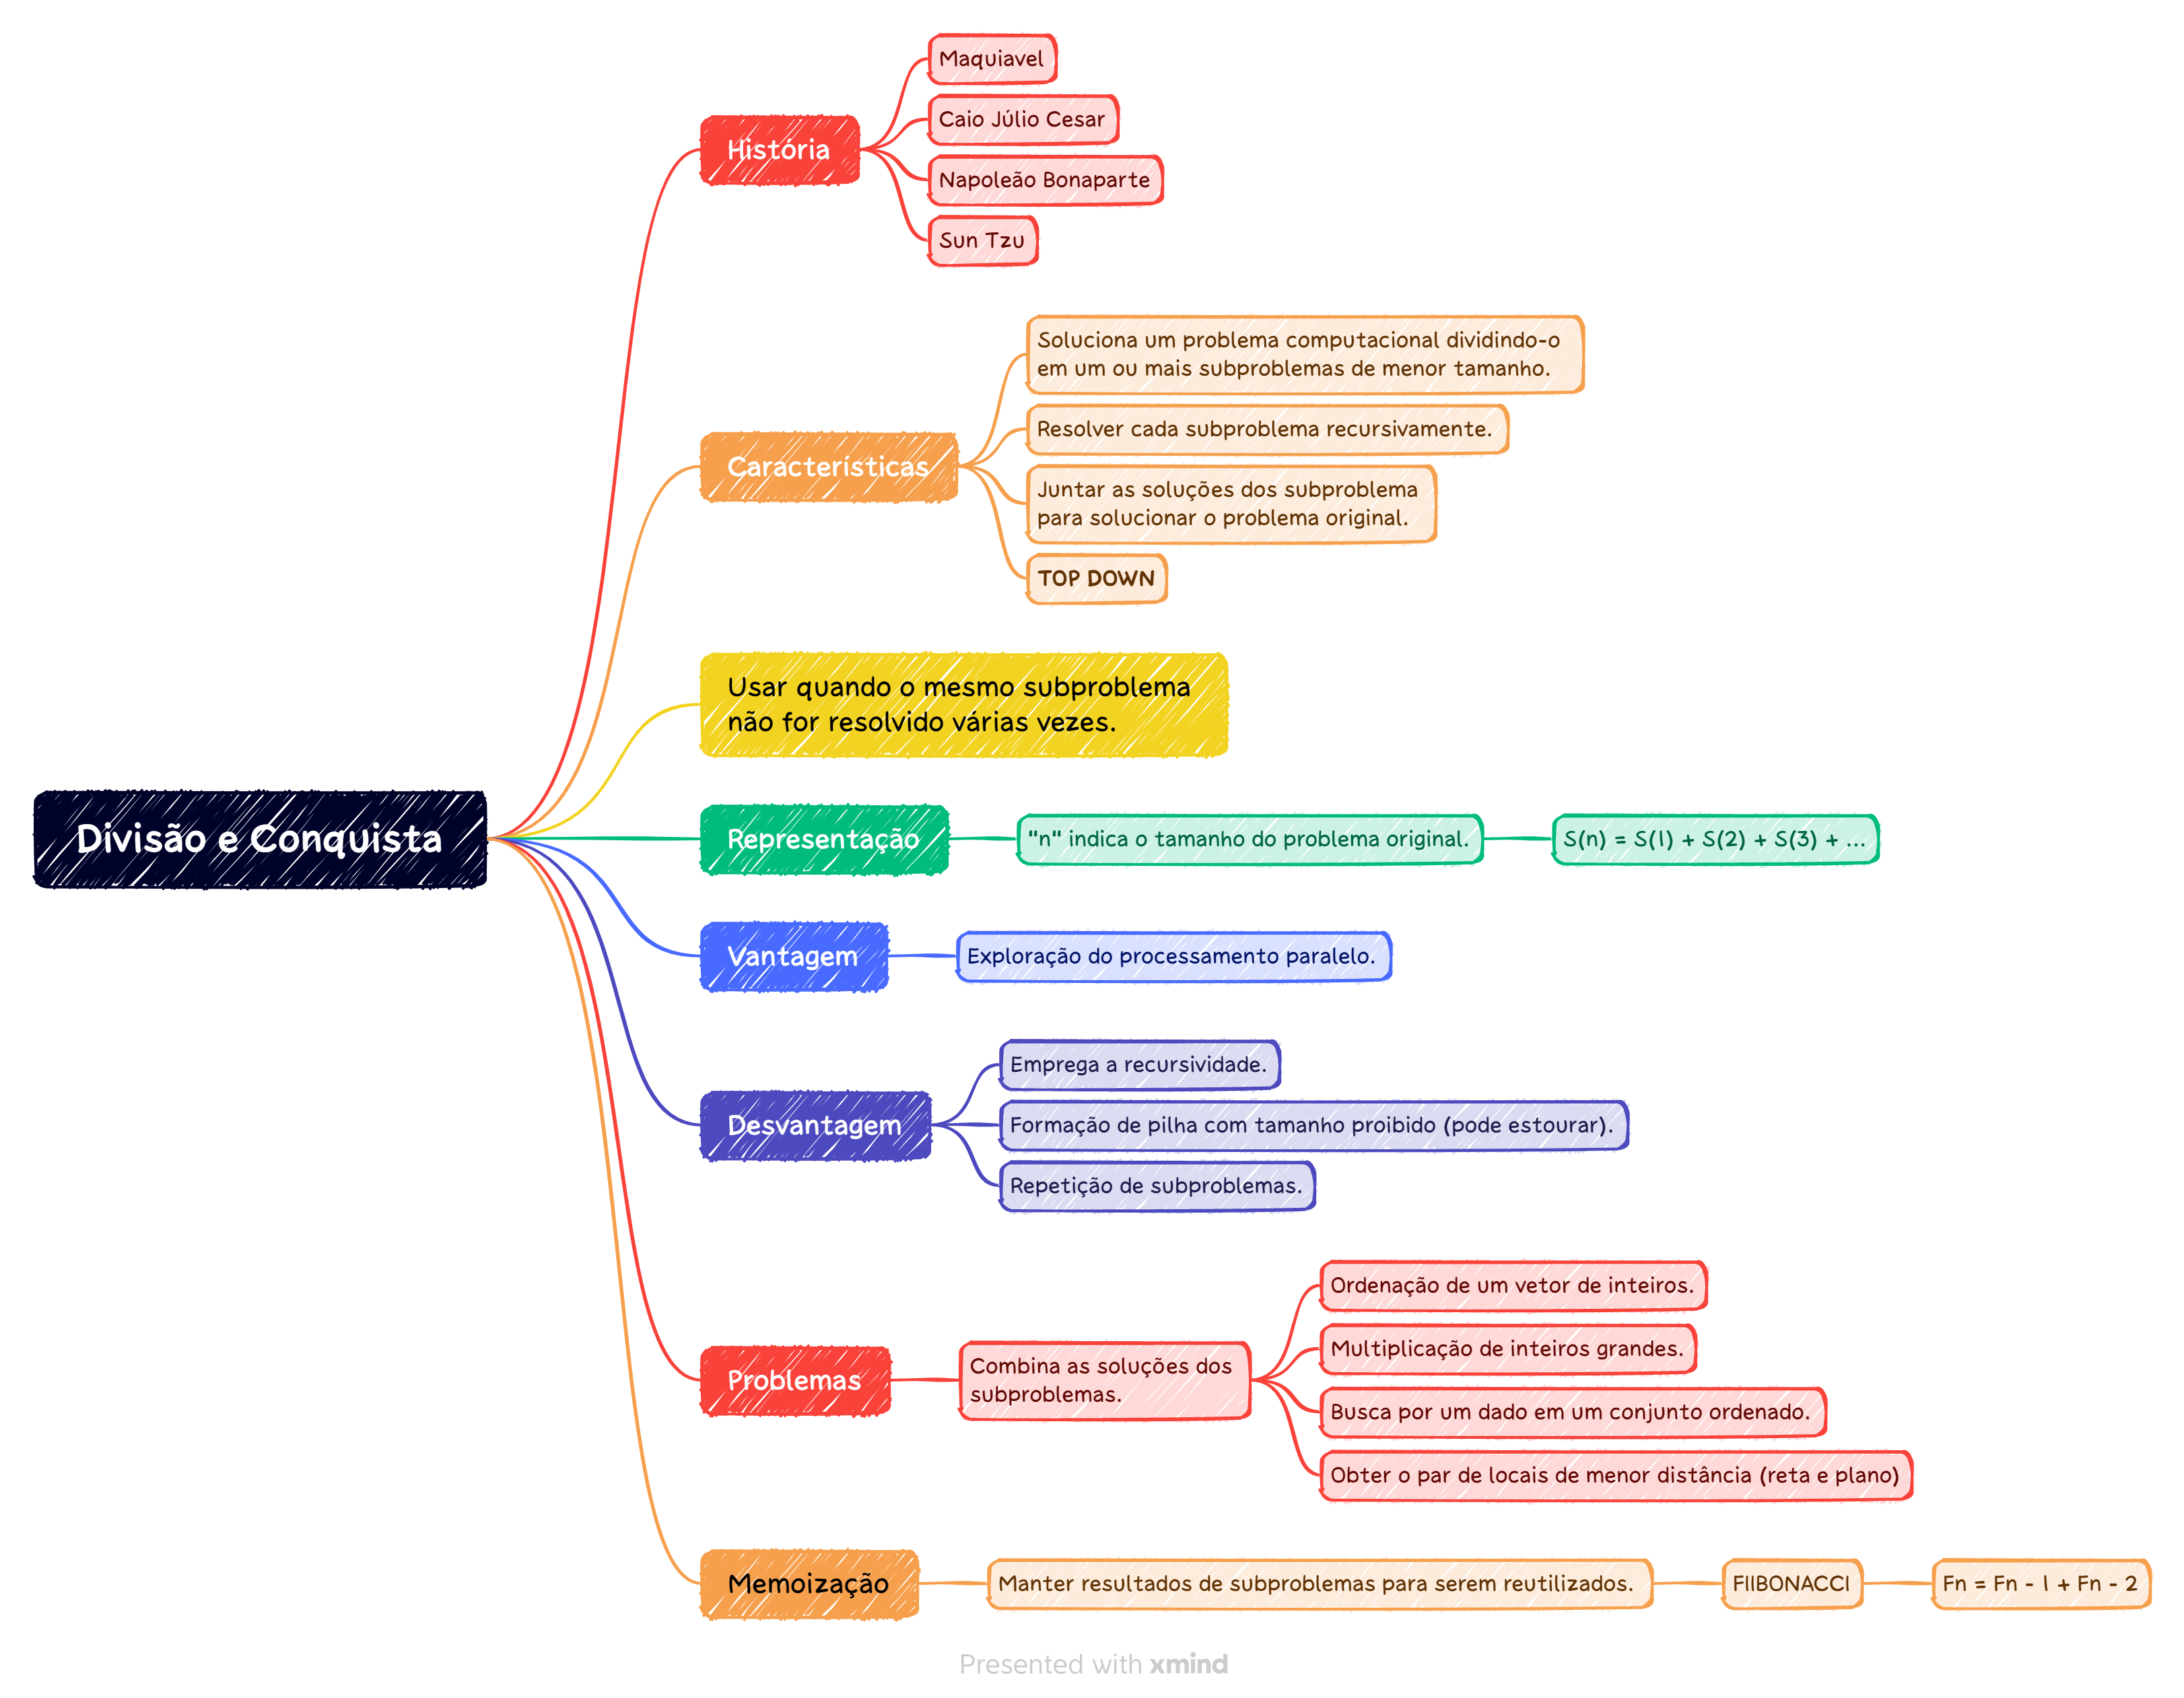 Maquiavel
Caio Júlio Cesar
História
Napoleão Bonaparte
Sun Tzu
Soluciona um problema computacional dividindo-o
em um ou mais subproblemas de menor tamanho.
Resolver cada subproblema recursivamente.
Características
Juntar as soluções dos subproblema
para solucionar o problema original.
TOP DOWN
Usar quando o mesmo subproblema
não for resolvido várias vezes.
Divisão e Conquista
Representação
"n" indica o tamanho do problema original.
S(n) = S(1) + S(2) + S(3) + ...
Vantagem
Exploração do processamento paralelo.
Emprega a recursividade.
Desvantagem
Formação de pilha com tamanho proibido (pode estourar).
Repetição de subproblemas.
Ordenação de um vetor de inteiros.
Multiplicação de inteiros grandes.
Problemas
Combina as soluções dos
subproblemas.
Busca por um dado em um conjunto ordenado.
Obter o par de locais de menor distância (reta e plano)
Memoização
Manter resultados de subproblemas para serem reutilizados.
FIIBONACCI
Fn = Fn - 1 + Fn - 2
Presented with xmind